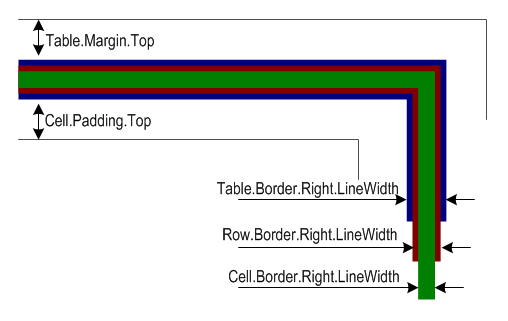 Table.Margin.Top
Cell.Padding.Top
Table.Border.Right.LineWidth
Row.Border.Right.LineWidth
Cell.Border.Right.LineWidth